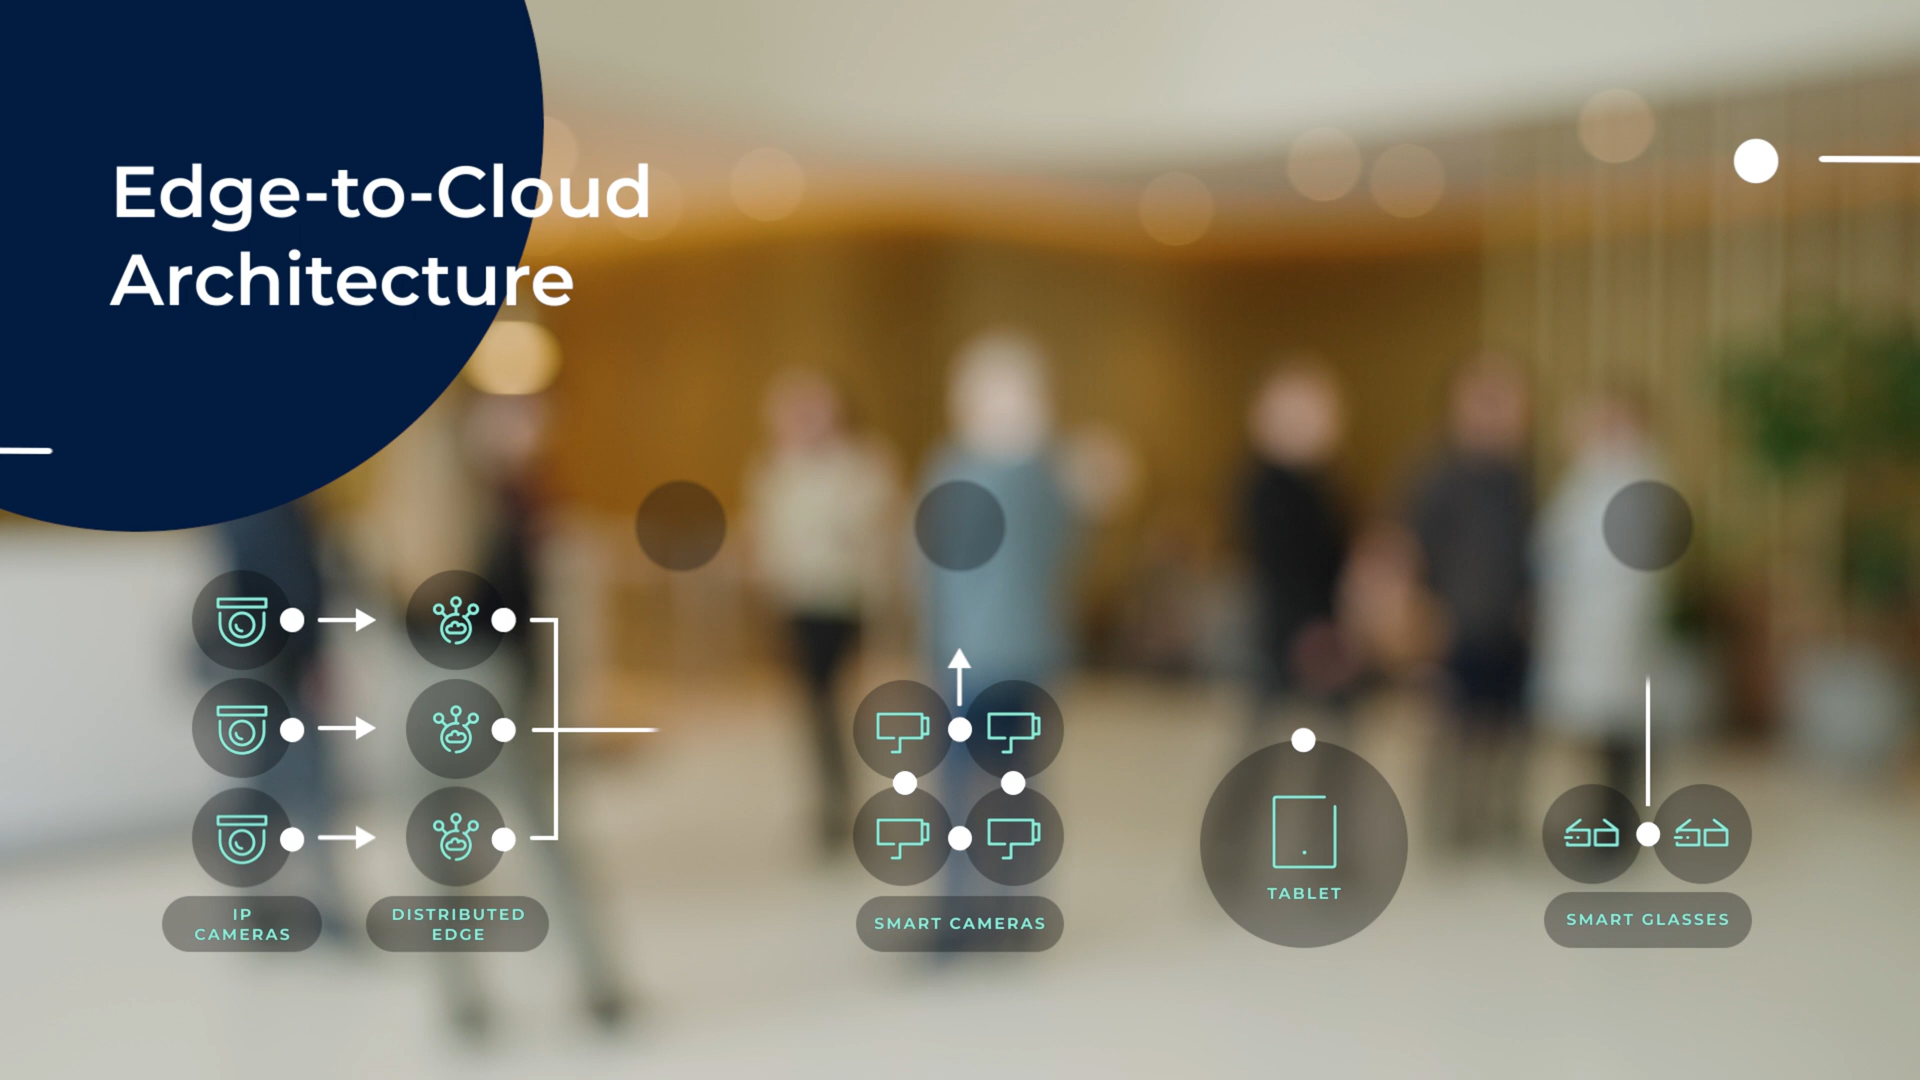 Edge-to-Cloud
Architecture
IP
CAMERAS
DISTRIBUTED
EDGE
SMART CAMERAS
TABLET
SMART GLASSES